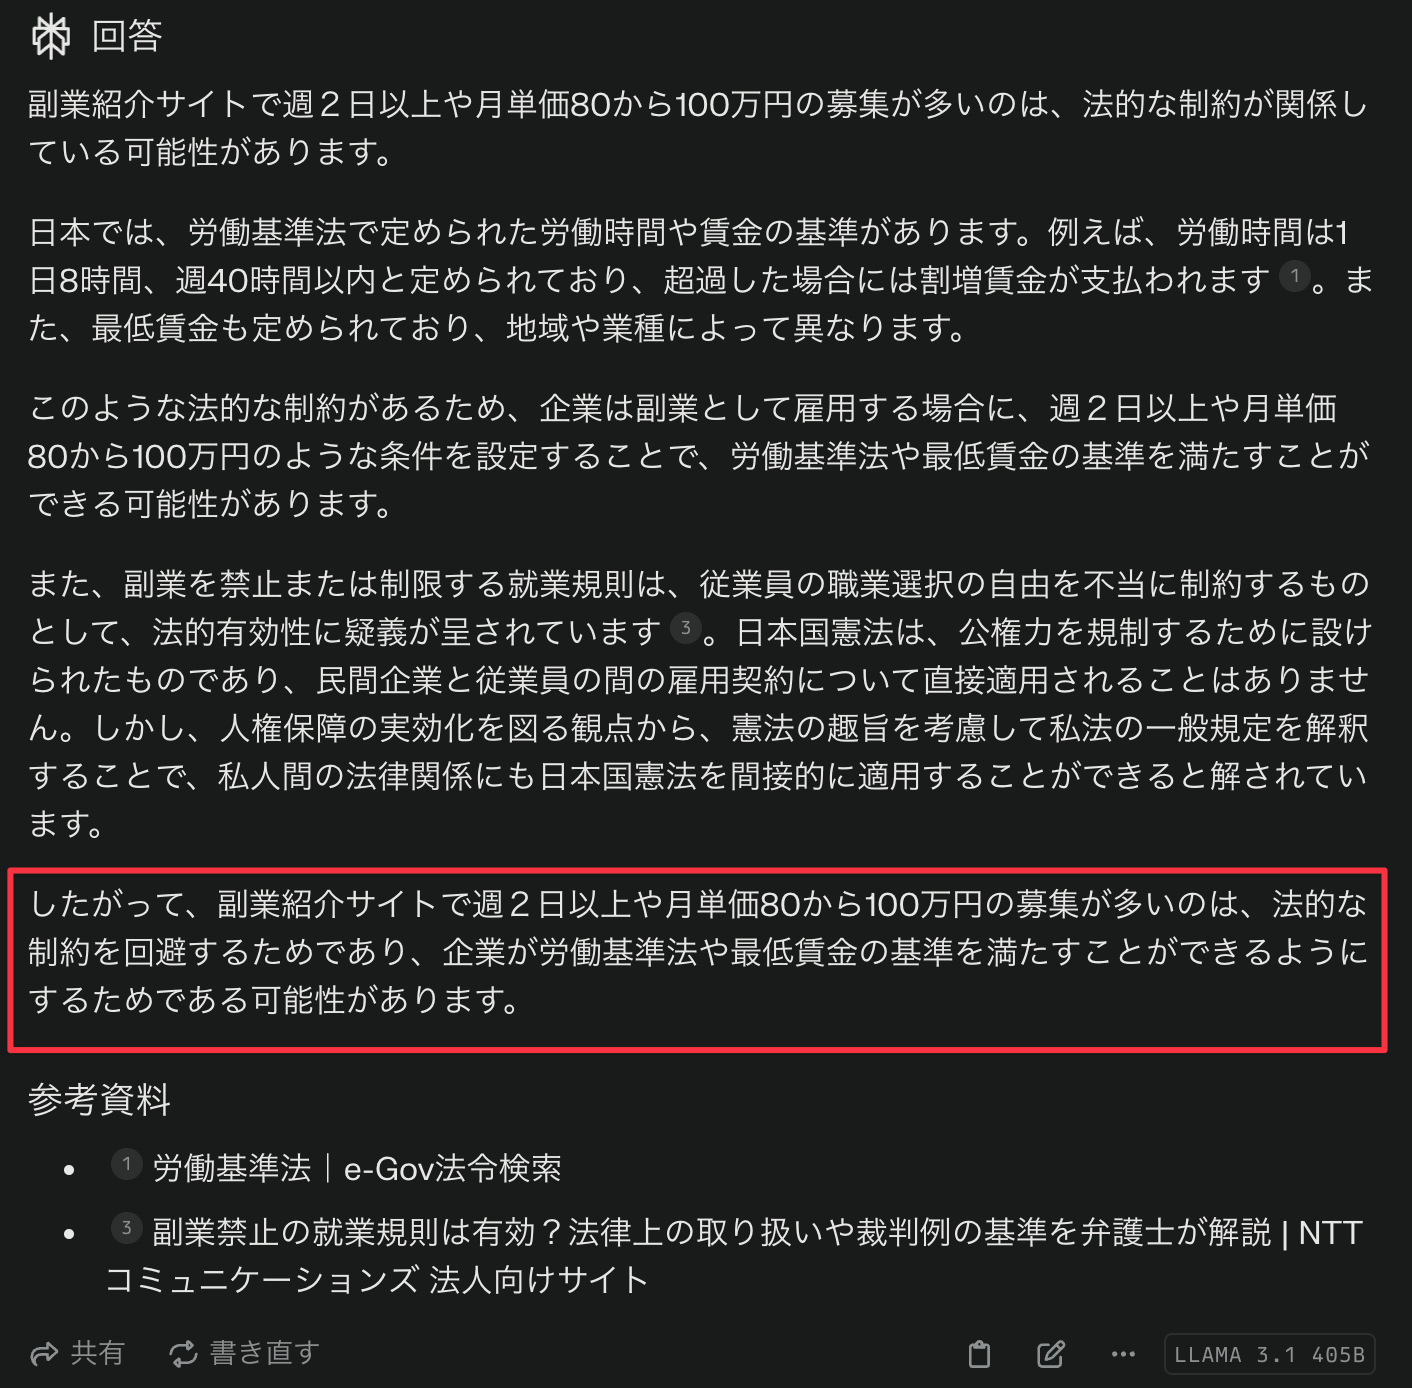 回答
副業紹介サイトで週２日以上や月単価80から100万円の募集が多いのは、法的な制約が関係し
ている可能性があります。
日本では、労働基準法で定められた労働時間や賃金の基準があります。例えば、労働時間は1
日8時間、週40時間以内と定められており、超過した場合には割増賃金が支払われます 1 。ま
た、最低賃金も定められており、地域や業種によって異なります。
このような法的な制約があるため、企業は副業として雇用する場合に、週２日以上や月単価
80から100万円のような条件を設定することで、労働基準法や最低賃金の基準を満たすことが
できる可能性があります。
また、副業を禁止または制限する就業規則は、従業員の職業選択の自由を不当に制約するもの
として、法的有効性に疑義が呈されています 3 。日本国憲法は、公権力を規制するために設け
られたものであり、民間企業と従業員の間の雇用契約について直接適用されることはありませ
ん。しかし、人権保障の実効化を図る観点から、憲法の趣旨を考慮して私法の一般規定を解釈
することで、私人間の法律関係にも日本国憲法を間接的に適用することができると解されてい
ます。
したがって、副業紹介サイトで週２日以上や月単価80から100万円の募集が多いのは、法的な
制約を回避するためであり、企業が労働基準法や最低賃金の基準を満たすことができるように
するためである可能性があります。
参考資料
• 1 労働基準法｜e-Gov法令検索
• 3 副業禁止の就業規則は有効？法律上の取り扱いや裁判例の基準を弁護士が解説 | NTT
コミュニケーションズ 法人向けサイト
共有 書き直す LLAMA 3.1 405B